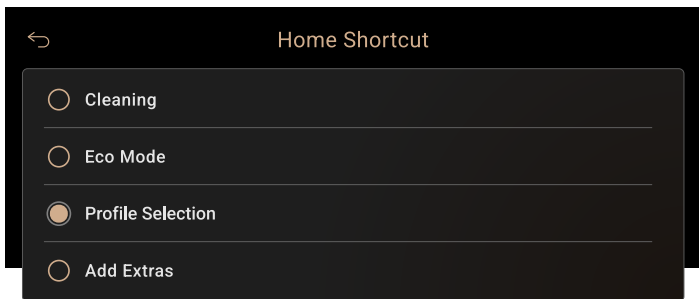 Home Shortcut
Cleaning
Eco Mode
Profile Selection
Add Extras